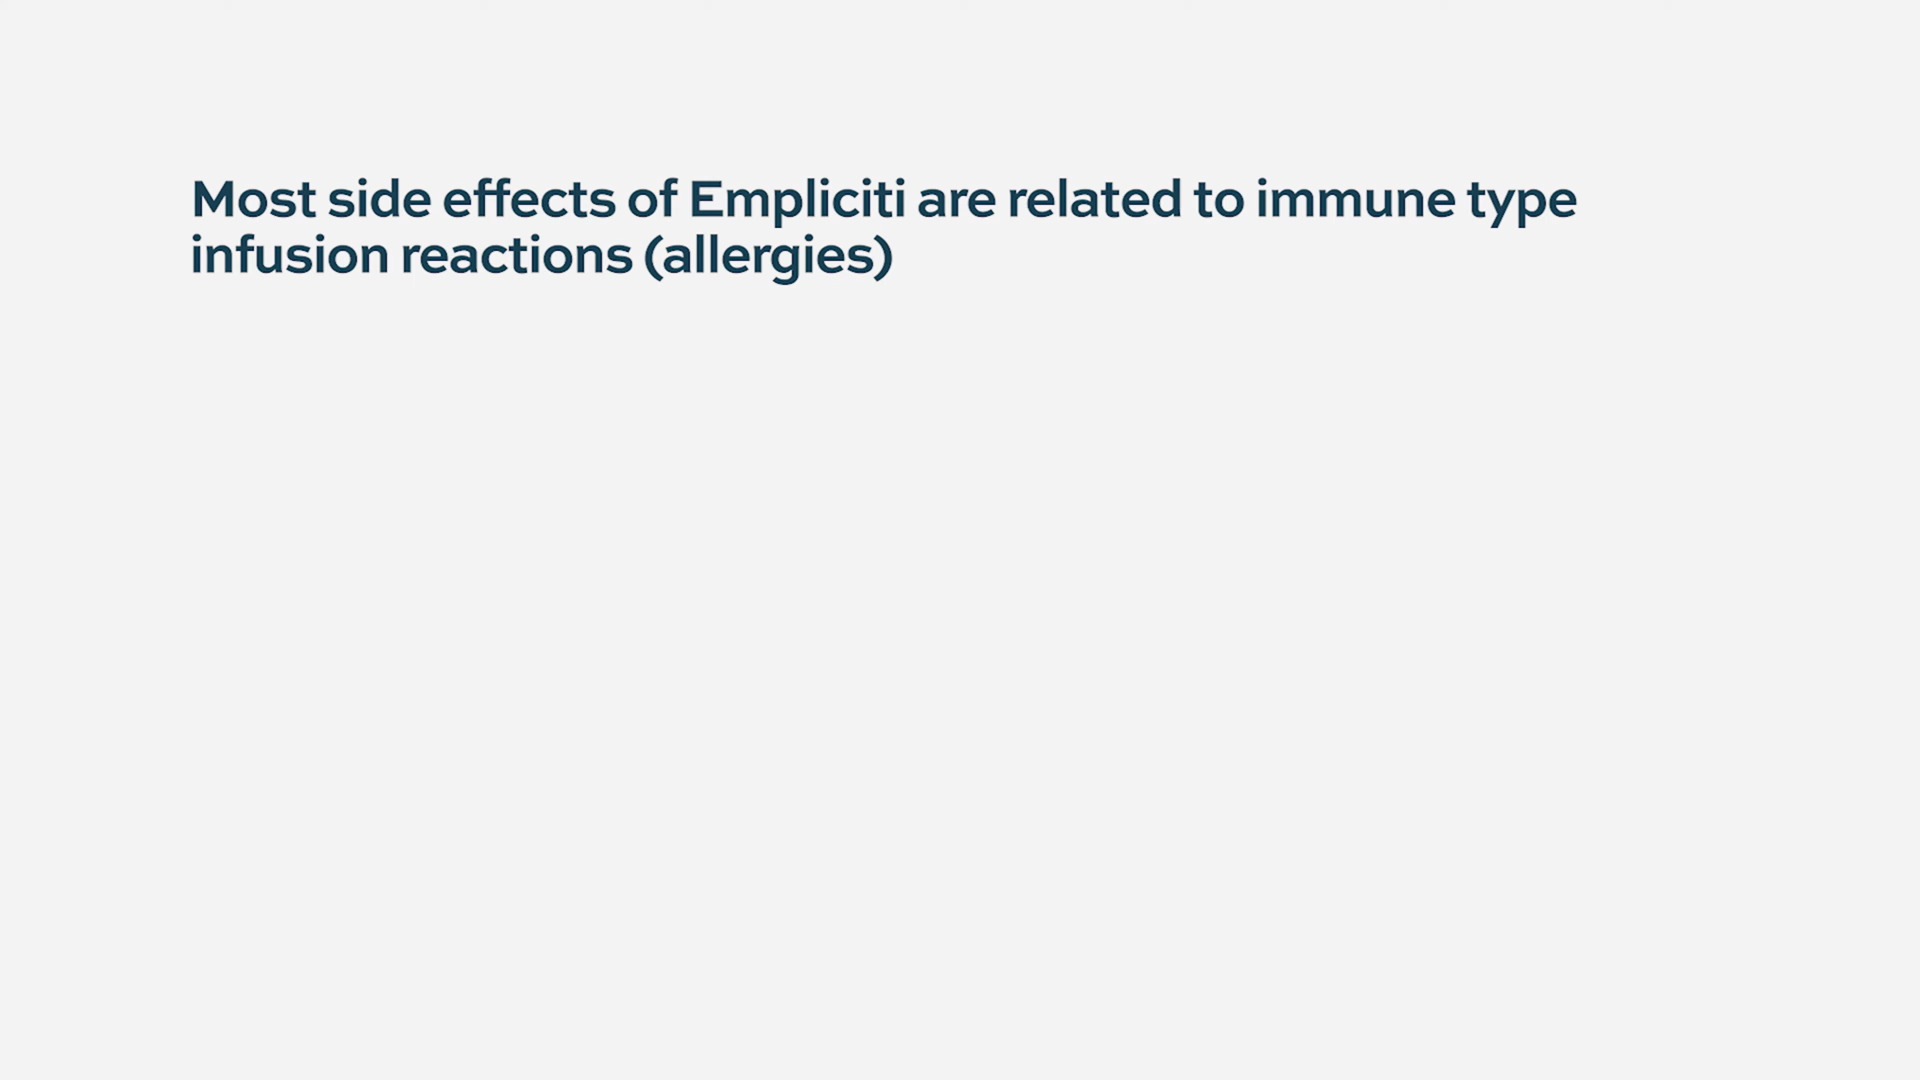 Most side effects of Empliciti are related to immune type
infusion reactions (allergies)